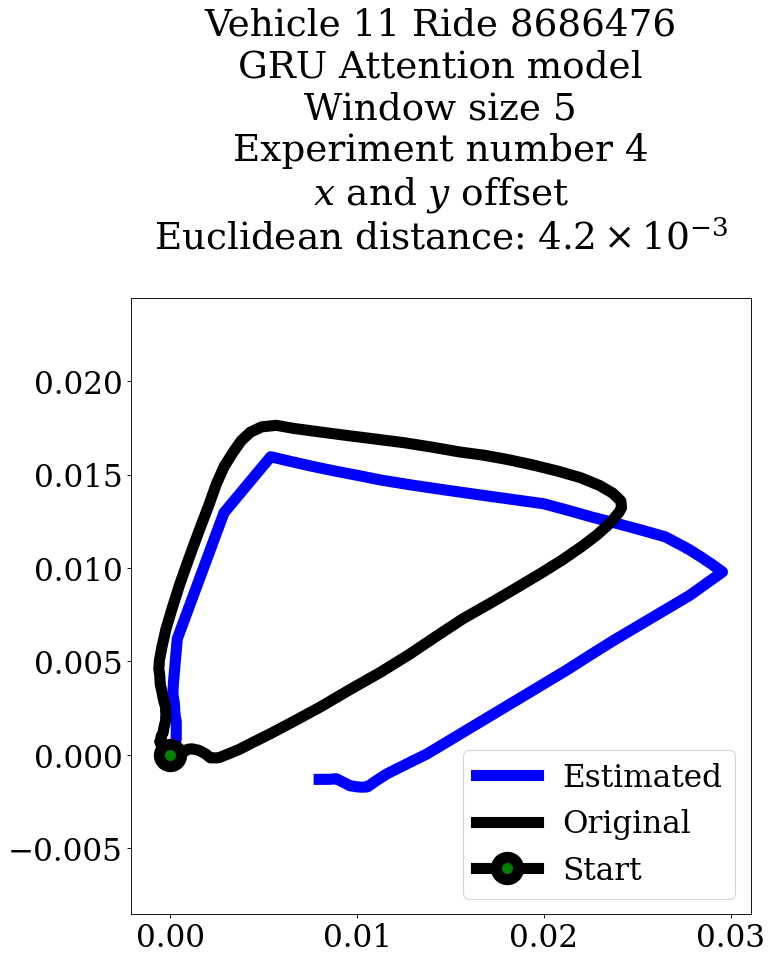 Vehicle 11 Ride 8686476
GRU Attention model
Window size 5
Experiment number 4
x and y offset
Euclidean distance: 4.2 × 10⁻³
0.020
0.015
0.010
0.005
0.000
−0.005
Estimated
Original
Start
0.00 0.01 0.02 0.03